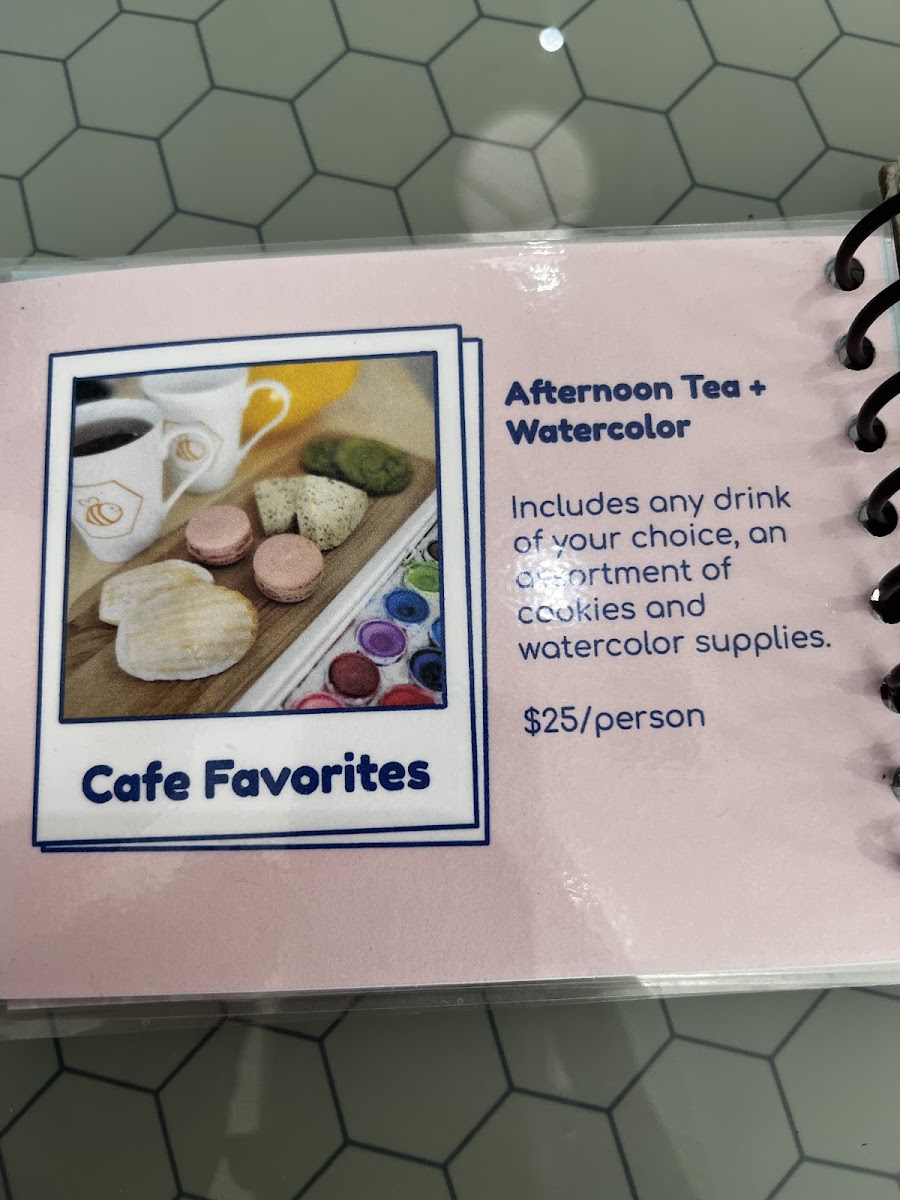 Afternoon Tea +
Watercolor
Includes any drink
of your choice, an
assortment of
cookies and
watercolor supplies.
$25/person
Cafe Favorites